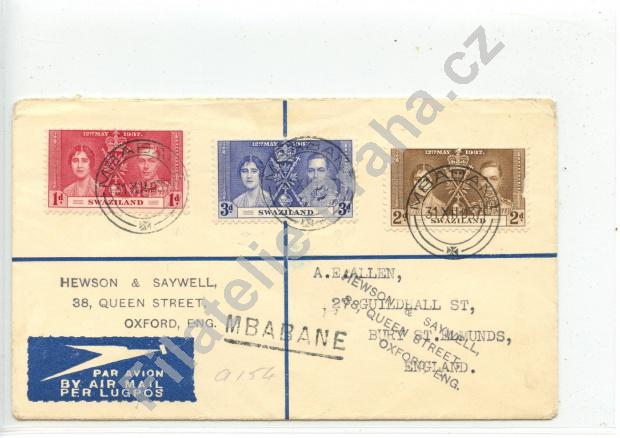 12TH MAY 1937.
1d 1d
SWAZILAND
12TH MAY 1937.
3d 3d
SWAZILAND
12TH MAY 1937.
2d 2d
SWAZILAND
MBABANE
HEWSON & SAYWELL,
38, QUEEN STREET
OXFORD, ENG.
MBABANE
A.E.ALLEN,
27 GUILDHALL ST,
BURY ST. EDMUNDS,
ENGLAND.
HEWSON & SAYWELL,
38, QUEEN STREET,
OXFORD, ENG.
PAR AVION
BY AIR MAIL
PER LUGPOS
a154
Filatelie Praha.cz